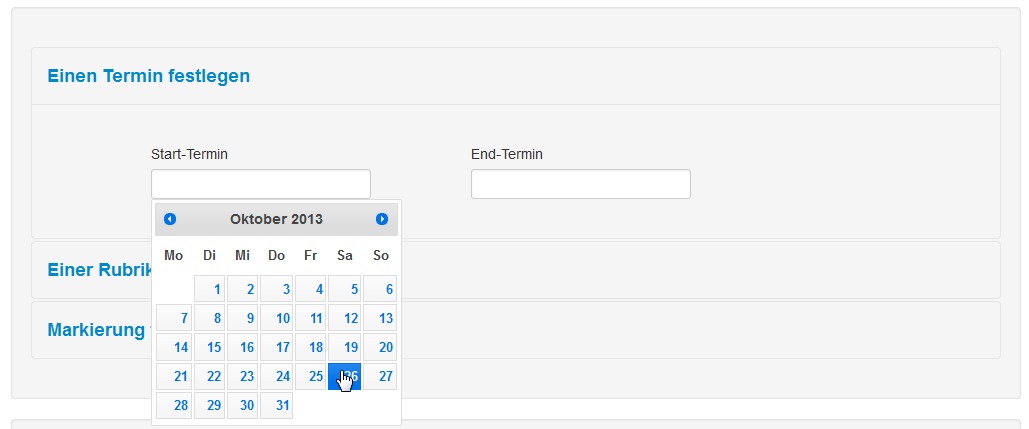 Einen Termin festlegen
Start-Termin End-Termin
Oktober 2013
Mo Di Mi Do Fr Sa So
1 2 3 4 5 6
7 8 9 10 11 12 13
14 15 16 17 18 19 20
21 22 23 24 25 26 27
28 29 30 31
Einer Rubrik
Markierung